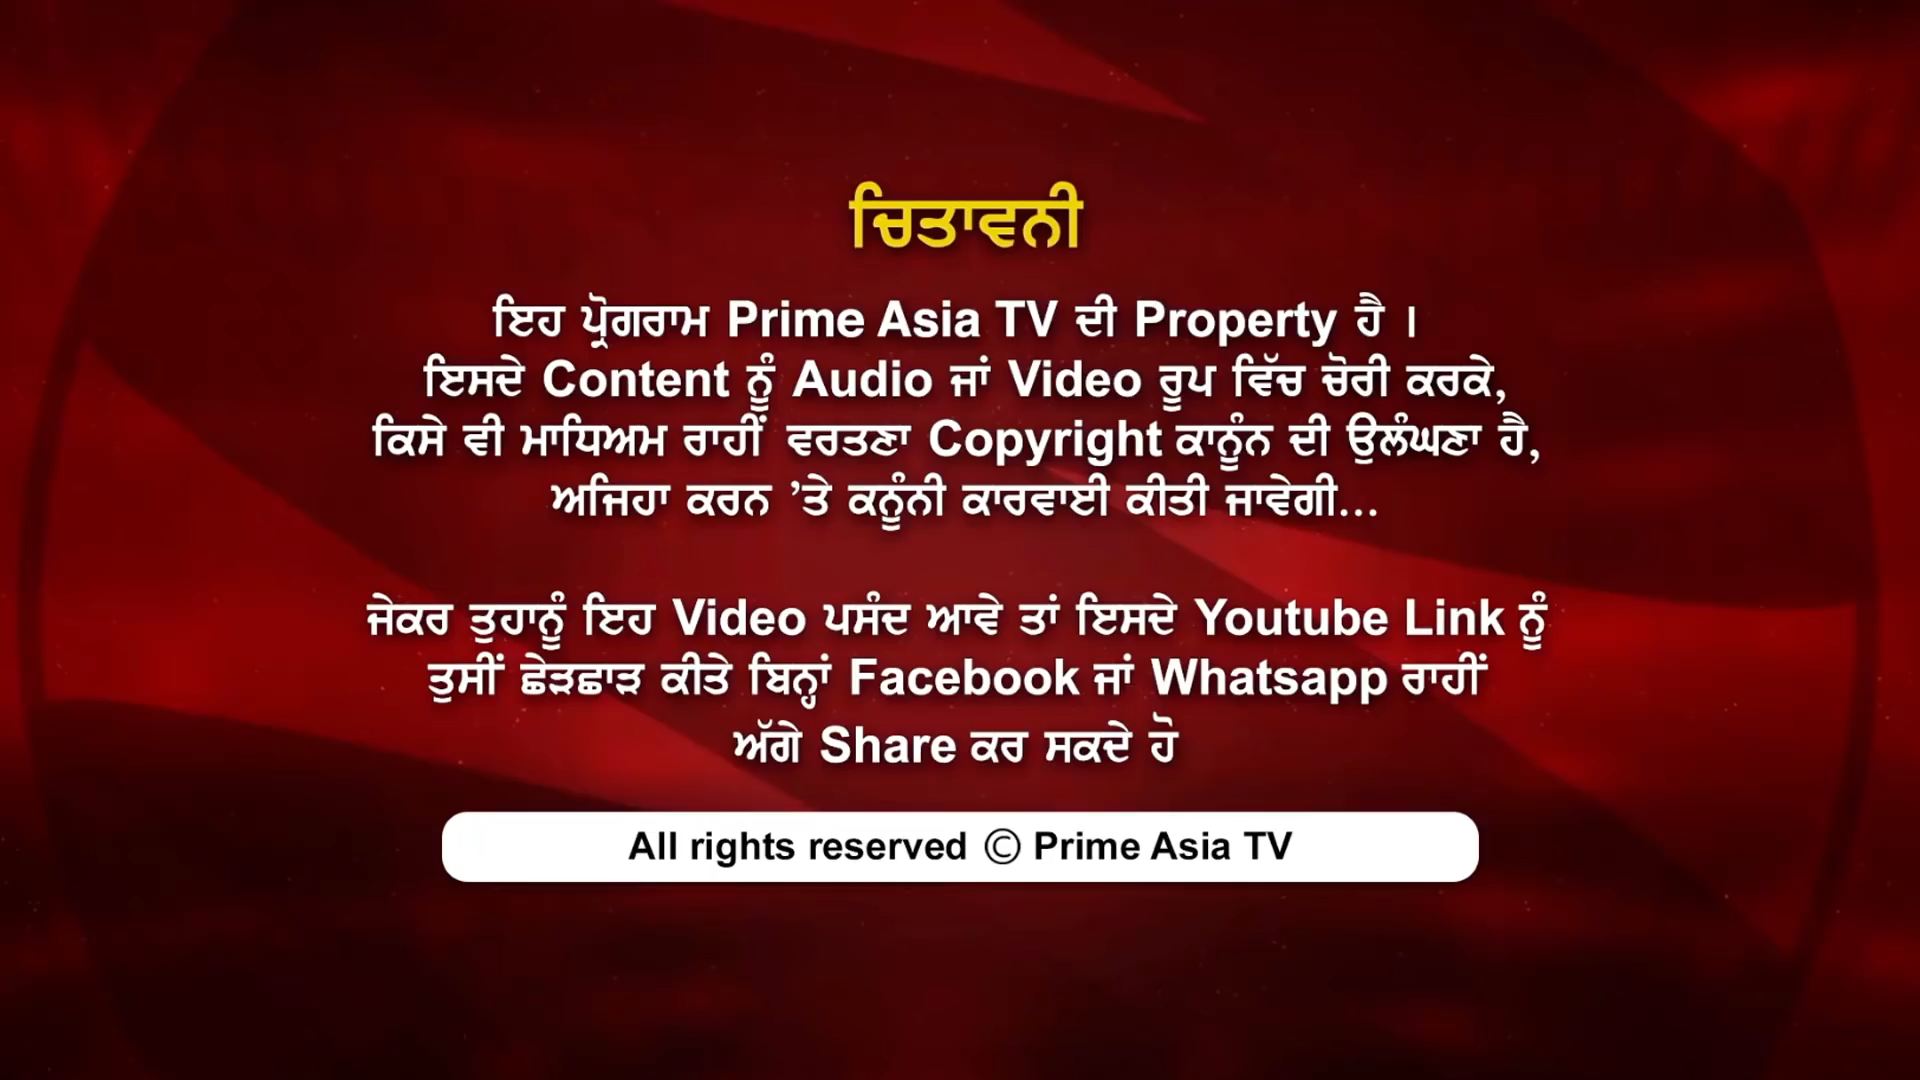 ਚਿਤਾਵਨੀ
ਇਹ ਪ੍ਰੋਗਰਾਮ Prime Asia TV ਦੀ Property ਹੈ ।
ਇਸਦੇ Content ਨੂੰ Audio ਜਾਂ Video ਰੂਪ ਵਿੱਚ ਚੋਰੀ ਕਰਕੇ,
ਕਿਸੇ ਵੀ ਮਾਧਿਅਮ ਰਾਹੀਂ ਵਰਤਣਾ Copyright ਕਾਨੂੰਨ ਦੀ ਉਲੰਘਣਾ ਹੈ,
ਅਜਿਹਾ ਕਰਨ ’ਤੇ ਕਨੂੰਨੀ ਕਾਰਵਾਈ ਕੀਤੀ ਜਾਵੇਗੀ...
ਜੇਕਰ ਤੁਹਾਨੂੰ ਇਹ Video ਪਸੰਦ ਆਵੇ ਤਾਂ ਇਸਦੇ Youtube Link ਨੂੰ
ਤੁਸੀਂ ਛੇੜਛਾੜ ਕੀਤੇ ਬਿਨ੍ਹਾਂ Facebook ਜਾਂ Whatsapp ਰਾਹੀਂ
ਅੱਗੇ Share ਕਰ ਸਕਦੇ ਹੋ
All rights reserved © Prime Asia TV